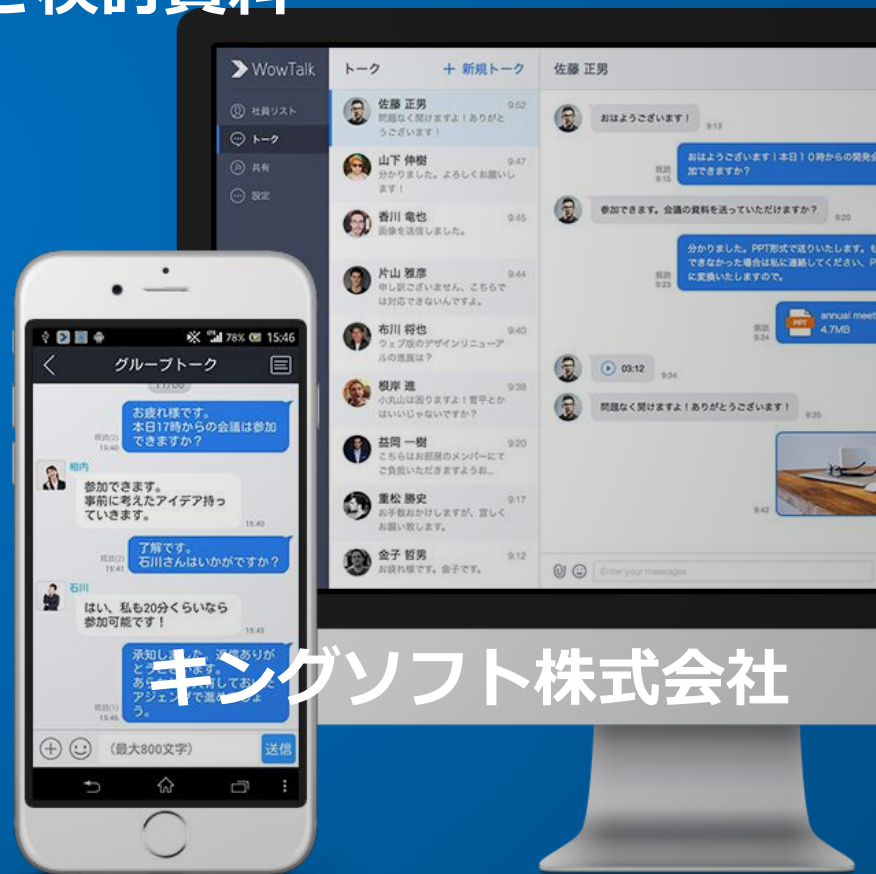 WowTalk
社員リスト
トーク
共有
設定
トーク
+ 新規トーク
佐藤 正男
9:52
問題なく開けますよ!ありがと
うございます!
山下 伸樹
9:47
分かりました。よろしくお願いし
ます!
香川 竜也
9:45
画像を送信しました。
片山 雅彦
9:44
申し訳ございません、こちらで
は対応できないんですよ。
布川 将也
9:40
ウェブ版のデザインリニューア
ルの進展は?
根岸 進
9:38
小丸山は困りますよ!菅平とか
はいいじゃないですか?
益岡 一樹
9:20
こちらはお部屋のメンバーにて
ご負担いただきますようお...
重松 勝史
9:17
お手数おかけしますが、宜しく
お願い致します。
金子 哲男
9:12
お疲れ様です。金子です。
佐藤 正男
おはようございます!
9:13
おはようございます!本日10時からの開発会
加できますか?
既読
9:15
参加できます。会議の資料を送っていただけますか?
9:20
分かりました。PPT形式で送りいたします。も
できなかった場合は私に連絡してください、P
に変換いたしますので。
既読
9:23
PPT
annual meet
4.7MB
既読
9:24
03:12
9:34
問題なく開けますよ!ありがとうございます!
9:35
9:42
Enter your messages
78%
15:46
グループトーク
11/06
お疲れ様です。
本日17時からの会議は参加
できますか?
既読(2)
15:40
相内
参加できます。
事前に考えたアイデア持っ
ていきます。
15:40
了解です。
石川さんはいかがですか?
既読(2)
15:41
石川
はい、私も20分くらいなら
参加可能です!
15:45
既読(1)
15:46
(最大800文字)
送信
キングソフト株式会社